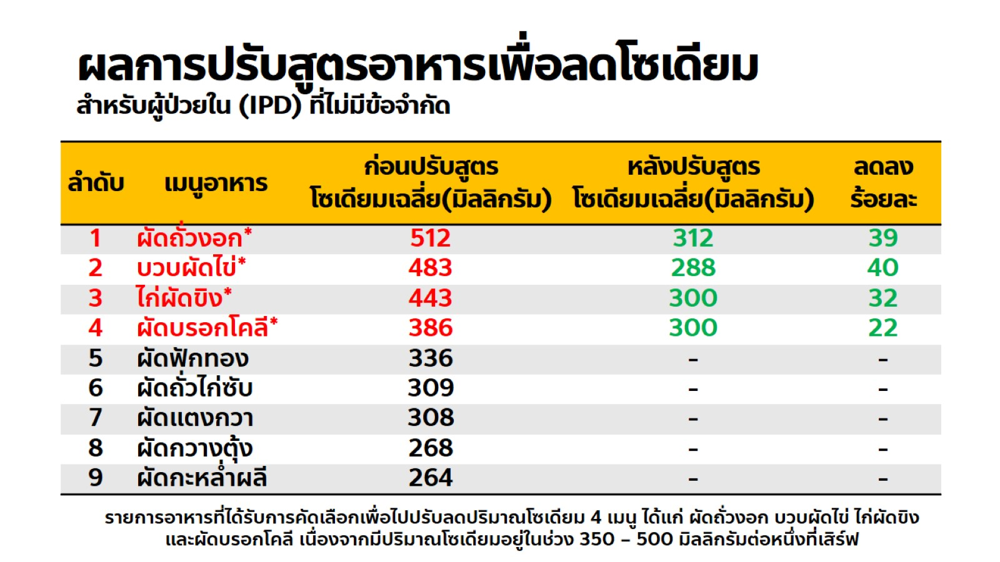 ผลการปรับสูตรอาหารเพื่อลดโซเดียม
สำหรับผู้ป่วยใน (IPD) ที่ไม่มีข้อจำกัด
ลำดับ เมนูอาหาร ก่อนปรับสูตร โซเดียมเฉลี่ย(มิลลิกรัม) หลังปรับสูตร โซเดียมเฉลี่ย(มิลลิกรัม) ลดลง ร้อยละ
1 ผัดถั่วงอก* 512 312 39
2 บวบผัดไข่* 483 288 40
3 ไก่ผัดขิง* 443 300 32
4 ผัดบรอกโคลี* 386 300 22
5 ผัดฟักทอง 336 - -
6 ผัดถั่วไก่ซับ 309 - -
7 ผัดแตงกวา 308 - -
8 ผัดกวางตุ้ง 268 - -
9 ผัดกะหล่ำผลี 264 - -
รายการอาหารที่ได้รับการคัดเลือกเพื่อไปปรับลดปริมาณโซเดียม 4 เมนู ได้แก่ ผัดถั่วงอก บวบผัดไข่ ไก่ผัดขิง
และผัดบรอกโคลี เนื่องจากมีปริมาณโซเดียมอยู่ในช่วง 350 – 500 มิลลิกรัมต่อหนึ่งที่เสิร์ฟ